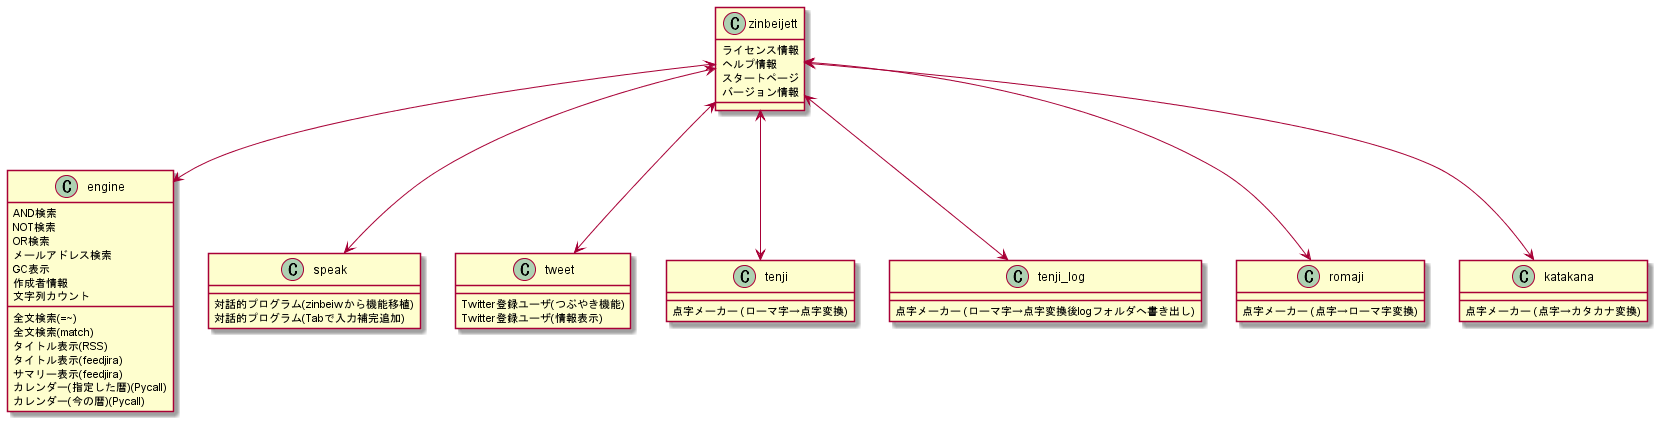 C zinbeijett
ライセンス情報
ヘルプ情報
スタートページ
バージョン情報
C engine
AND検索
NOT検索
OR検索
メールアドレス検索
GC表示
作成者情報
文字列カウント
全文検索(=~)
全文検索(match)
タイトル表示(RSS)
タイトル表示(feedjira)
サマリー表示(feedjira)
カレンダー(指定した暦)(Pycall)
カレンダー(今の暦)(Pycall)
C speak
対話的プログラム(zinbeiwから機能移植)
対話的プログラム(Tabで入力補完追加)
C tweet
Twitter登録ユーザ(つぶやき機能)
Twitter登録ユーザ(情報表示)
C tenji
点字メーカー (ローマ字→点字変換)
C tenji_log
点字メーカー (ローマ字→点字変換後logフォルダへ書き出し)
C romaji
点字メーカー (点字→ローマ字変換)
C katakana
点字メーカー (点字→カタカナ変換)